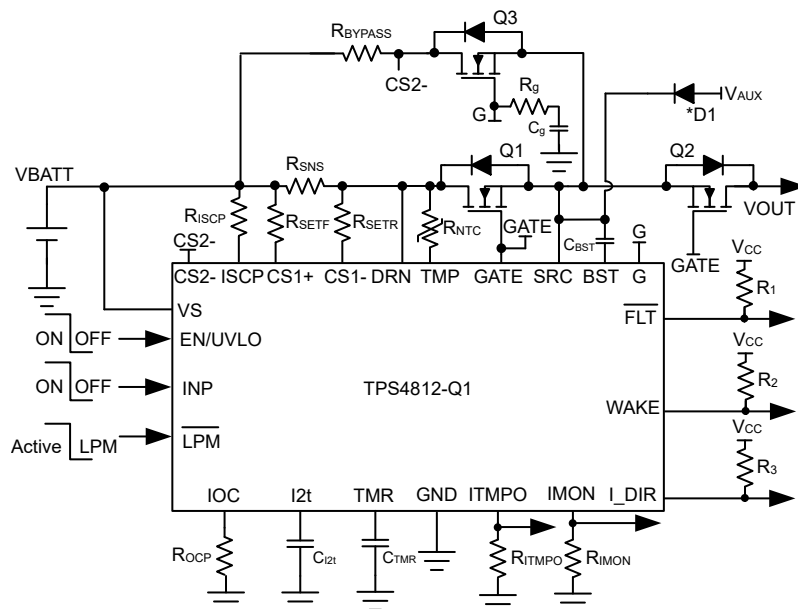 RBYPASS
Q3
CS2-
Rg
G
Cg
*D1
VAUX
VBATT
RSNS
Q1
Q2
VOUT
RISCP
RSETF
RSETR
RNTC
GATE
CBST
G
GATE
CS2-
CS2- ISCP CS1+ CS1- DRN TMP GATE SRC BST G
VS
VCC
R1
FLT
ON OFF
EN/UVLO
ON OFF
INP
TPS4812-Q1
VCC
R2
WAKE
Active LPM
LPM
VCC
R3
IOC I2t TMR GND ITMPO IMON I_DIR
ROCP
CI2t
CTMR
RITMPO
RIMON